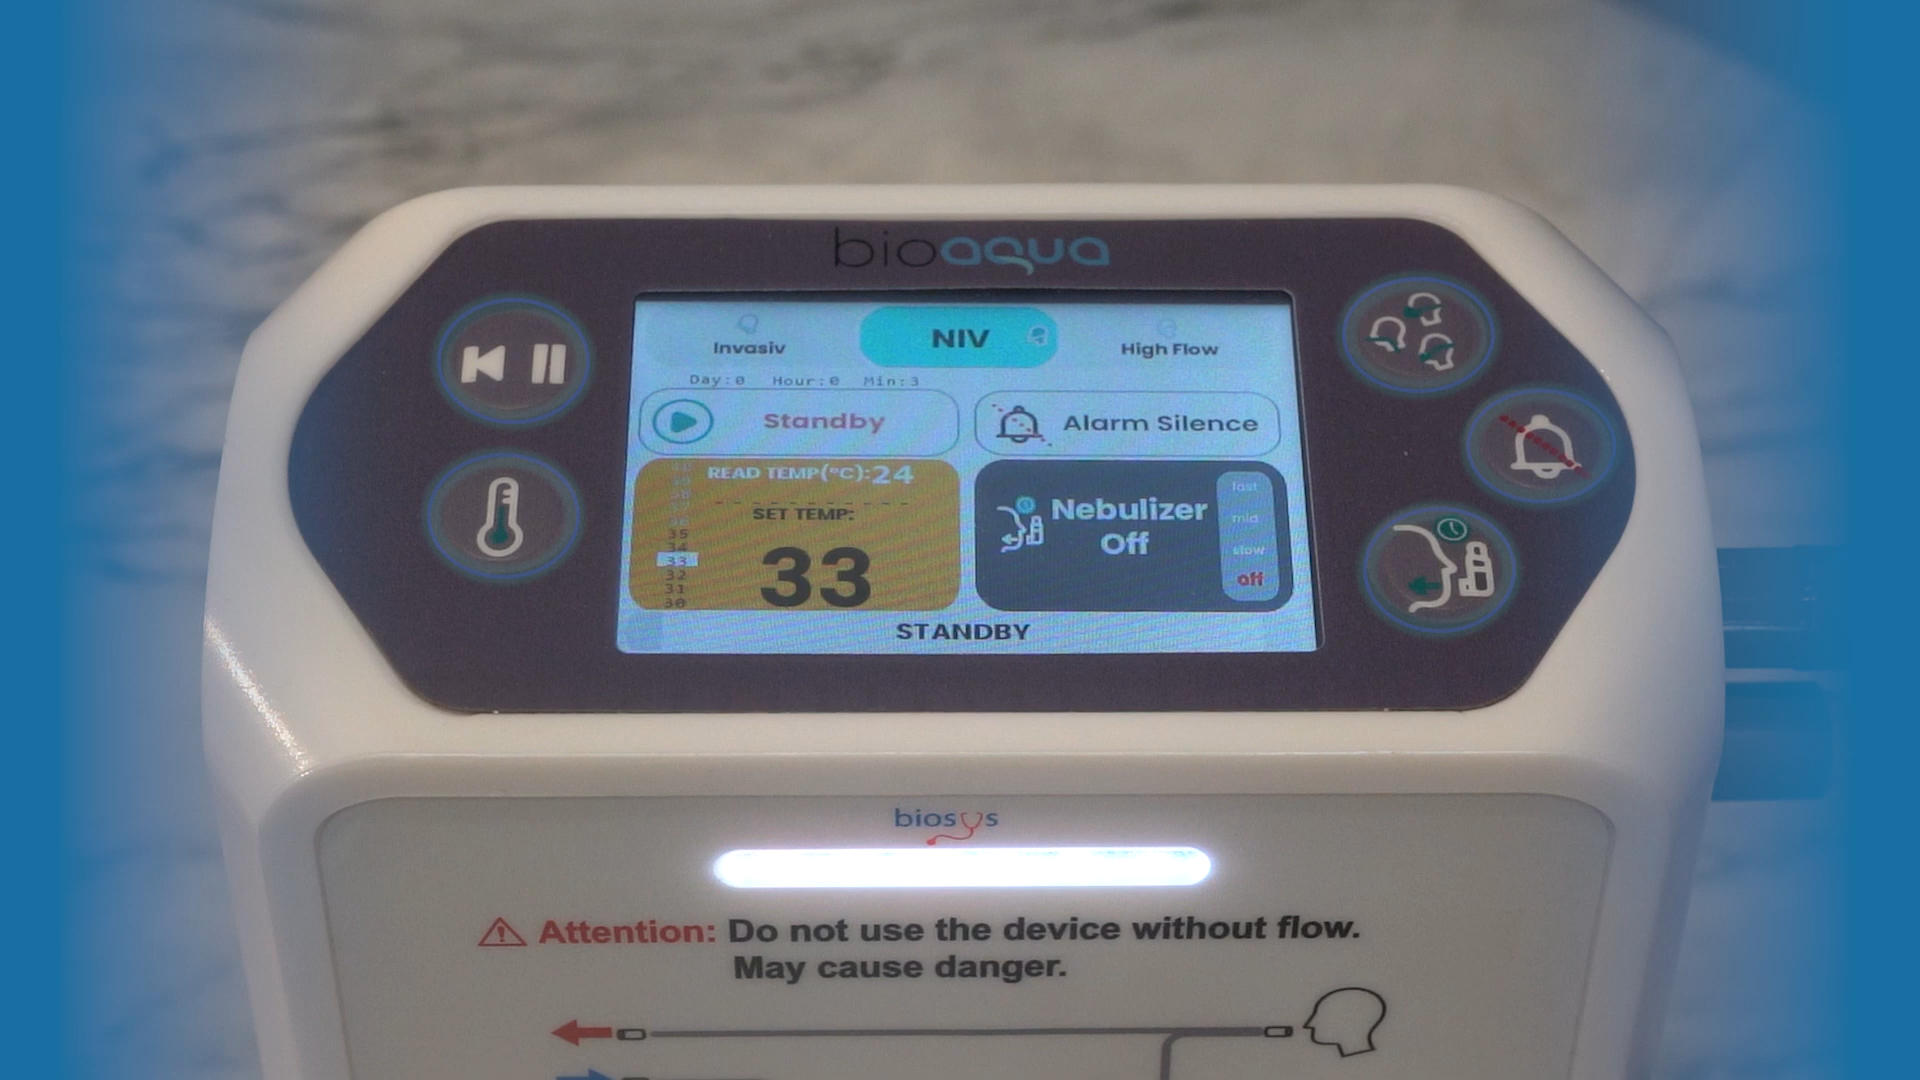 bioaqua
Invasiv
NIV
High Flow
Day:0 Hour:0 Min:3
Standby
Alarm Silence
READ TEMP(°C):24
SET TEMP:
36
35
34
33
32
31
30
33
Nebulizer
Off
fast
mid
slow
off
STANDBY
biosys
Attention: Do not use the device without flow.
May cause danger.